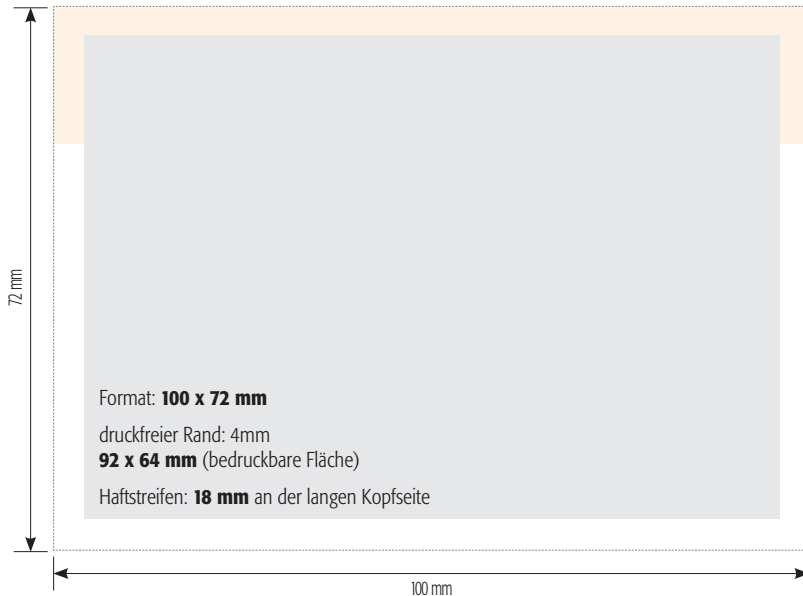 72 mm
Format: 100 x 72 mm
druckfreier Rand: 4mm
92 x 64 mm (bedruckbare Fläche)
Haftstreifen: 18 mm an der langen Kopfseite
100 mm